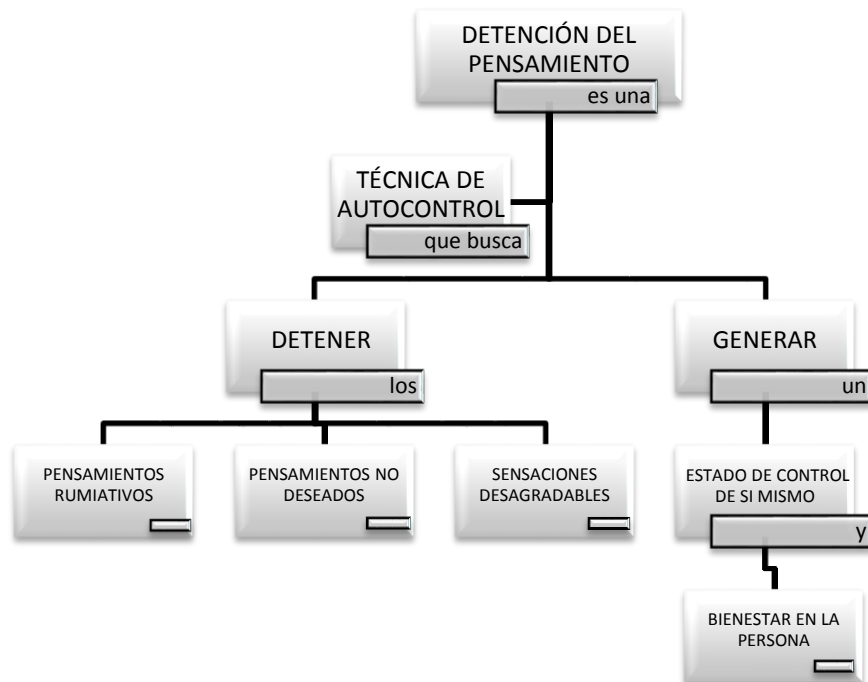 DETENCIÓN DEL
PENSAMIENTO
es una
TÉCNICA DE
AUTOCONTROL
que busca
DETENER
los
GENERAR
un
PENSAMIENTOS
RUMIATIVOS
PENSAMIENTOS NO
DESEADOS
SENSACIONES
DESAGRADABLES
ESTADO DE CONTROL
DE SI MISMO
y
BIENESTAR EN LA
PERSONA